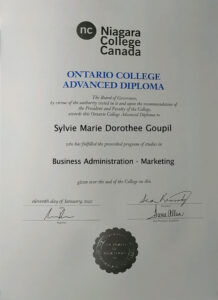 nc
Niagara
College
Canada
ONTARIO COLLEGE
ADVANCED DIPLOMA
The Board of Governors,
by virtue of the authority vested in it and upon the recommendation of
the President and Faculty of the College,
awards this Ontario College Advanced Diploma to
Sylvie Marie Dorothee Goupil
who has fulfilled the prescribed program of studies in
Business Administration - Marketing
given under the seal of the College on this
eleventh day of January,